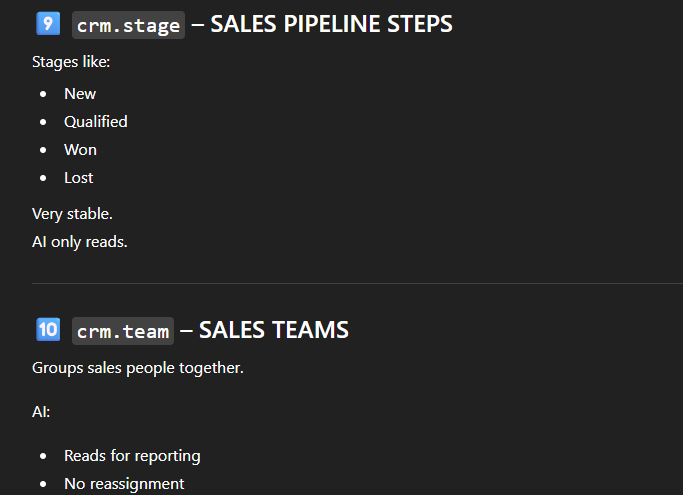 9 crm.stage – SALES PIPELINE STEPS
Stages like:
• New
• Qualified
• Won
• Lost
Very stable.
AI only reads.
10 crm.team – SALES TEAMS
Groups sales people together.
AI:
• Reads for reporting
• No reassignment